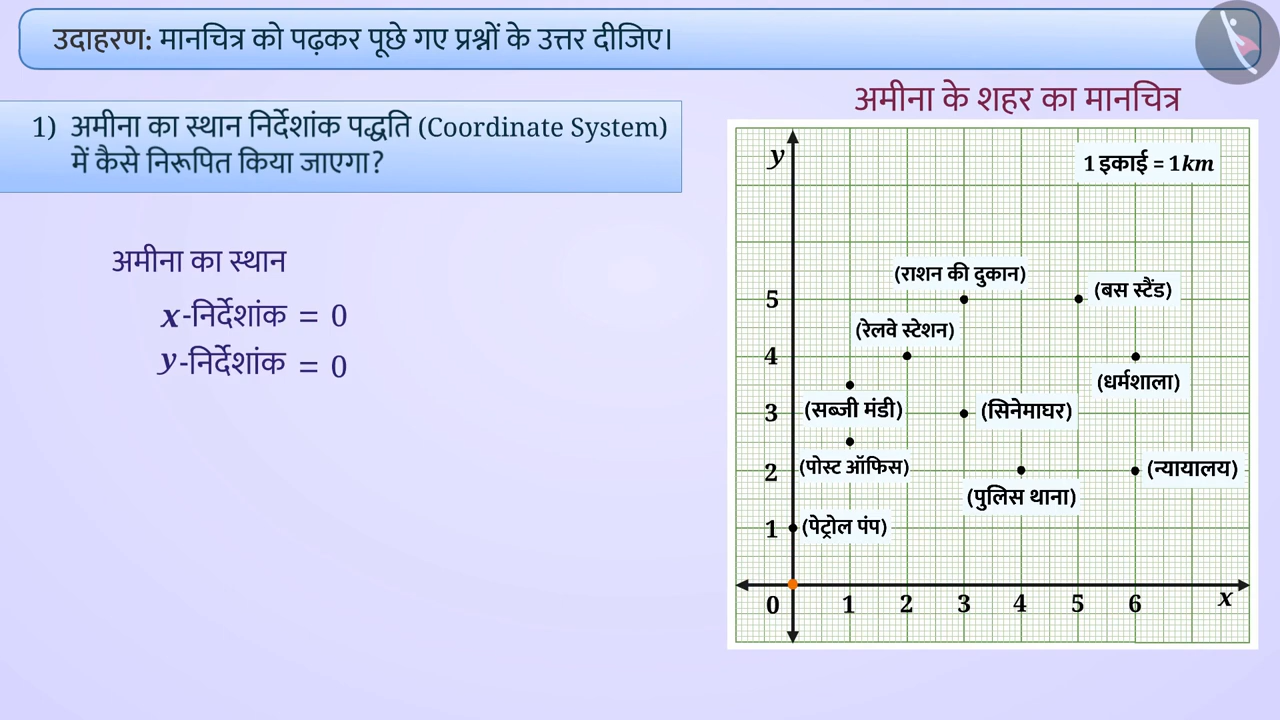 उदाहरण: मानचित्र को पढ़कर पूछे गए प्रश्नों के उत्तर दीजिए।
1) अमीना का स्थान निर्देशांक पद्धति (Coordinate System)
में कैसे निरूपित किया जाएगा?
अमीना का स्थान
x-निर्देशांक = 0
y-निर्देशांक = 0
अमीना के शहर का मानचित्र
y
1 इकाई = 1km
(राशन की दुकान)
(बस स्टैंड)
5
(रेलवे स्टेशन)
4
(धर्मशाला)
(सब्जी मंडी)
3
(सिनेमाघर)
(पोस्ट ऑफिस)
2
(न्यायालय)
(पुलिस थाना)
1
(पेट्रोल पंप)
0 1 2 3 4 5 6 x